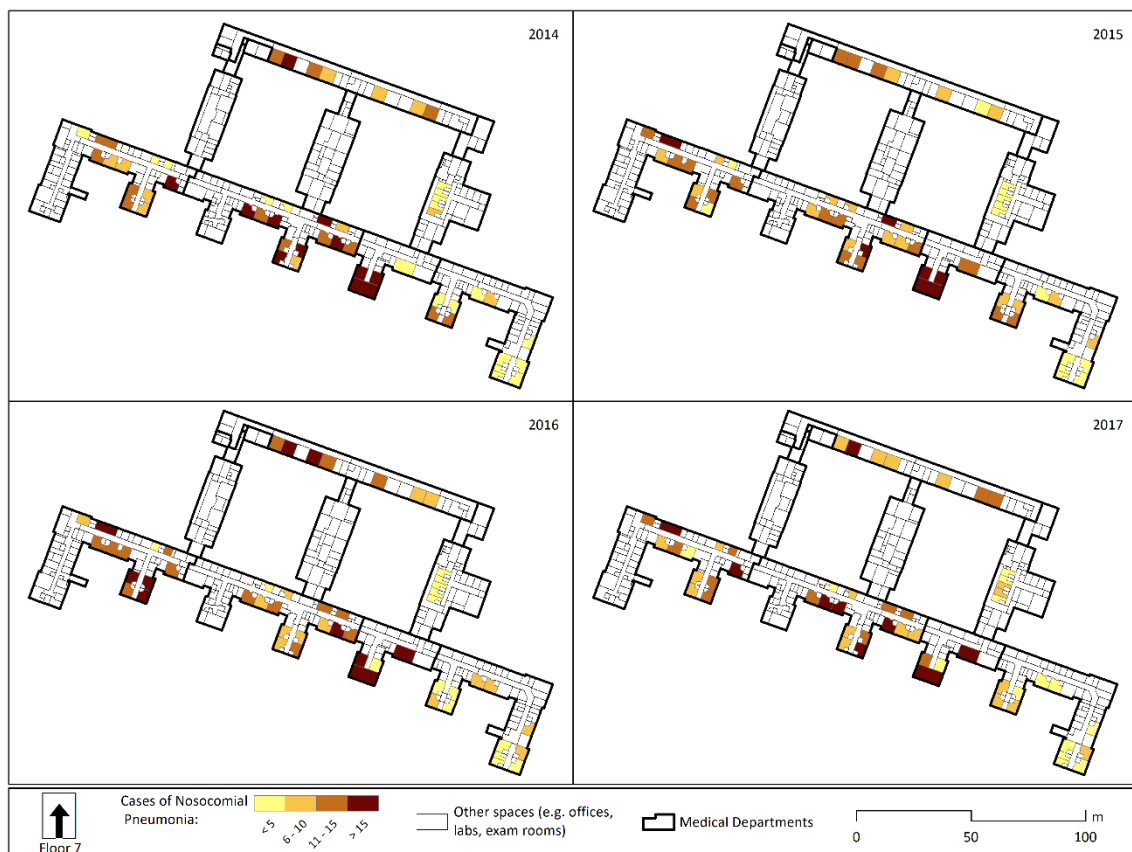 2014
2015
2016
2017
Cases of Nosocomial
Pneumonia:
< 5
6 - 10
11 - 15
> 15
Other spaces (e.g. offices,
labs, exam rooms)
Medical Departments
m
0
50
100
Floor 7